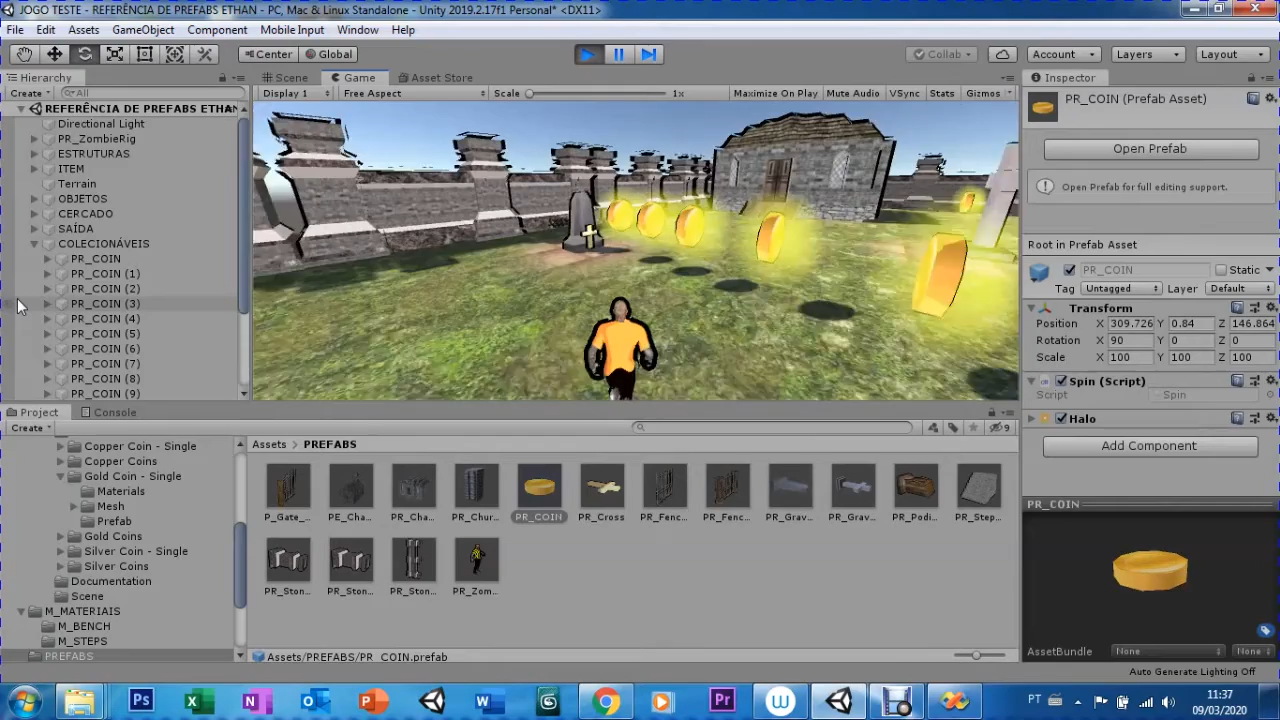 JOGO TESTE - REFERÊNCIA DE PREFABS ETHAN - PC, Mac & Linux Standalone - Unity 2019.2.17f1 Personal* <DX11>
File Edit Assets GameObject Component Mobile Input Window Help
Center Global Collab Account Layers Layout
Hierarchy Scene Game Asset Store Inspector
Create All Display 1 Free Aspect Scale 1x Maximize On Play Mute Audio VSync Stats Gizmos
REFERÊNCIA DE PREFABS ETHAN
Directional Light
PR_ZombieRig
ESTRUTURAS
ITEM
Terrain
OBJETOS
CERCADO
SAÍDA
COLECIONÁVEIS
PR_COIN
PR_COIN (1)
PR_COIN (2)
PR_COIN (3)
PR_COIN (4)
PR_COIN (5)
PR_COIN (6)
PR_COIN (7)
PR_COIN (8)
PR_COIN (9)
PR_COIN (Prefab Asset)
Open Prefab
Open Prefab for full editing support.
Root in Prefab Asset
PR_COIN Static
Tag Untagged Layer Default
Transform
Position X 309.726 Y 0.84 Z 146.864
Rotation X 90 Y 0 Z 0
Scale X 100 Y 100 Z 100
Spin (Script)
Script Spin
Halo
Add Component
PR_COIN
AssetBundle None None
Auto Generate Lighting Off
Project Console
Create 9
Copper Coin - Single
Copper Coins
Gold Coin - Single
Materials
Mesh
Prefab
Gold Coins
Silver Coin - Single
Silver Coins
Documentation
Scene
M_MATERIAIS
M_BENCH
M_STEPS
PREFABS
Assets PREFABS
P_Gate_... PE_Cha... PR_Cha... PR_Chur... PR_COIN PR_Cross PR_Fenc... PR_Fenc... PR_Grav... PR_Grav... PR_Podi... PR_Step...
PR_Ston... PR_Ston... PR_Ston... PR_Zom...
Assets/PREFABS/PR_COIN.prefab
Ps X N O P W G W Pr
PT 11:37
09/03/2020